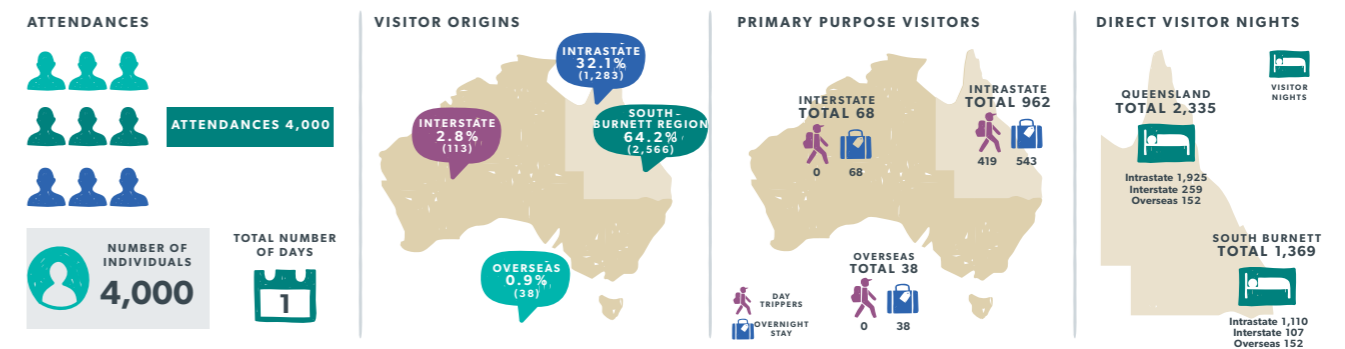 ATTENDANCES
ATTENDANCES 4,000
NUMBER OF
INDIVIDUALS
4,000
TOTAL NUMBER
OF DAYS
1
VISITOR ORIGINS
INTRASTATE
32.1%
(1,283)
INTERSTATE
2.8%
(113)
SOUTH-
BURNETT REGION
64.2%
(2,566)
OVERSEAS
0.9%
(38)
PRIMARY PURPOSE VISITORS
INTERSTATE
TOTAL 68
0 68
INTRASTATE
TOTAL 962
419 543
OVERSEAS
TOTAL 38
0 38
DAY
TRIPPERS
OVERNIGHT
STAY
DIRECT VISITOR NIGHTS
VISITOR
NIGHTS
QUEENSLAND
TOTAL 2,335
Intrastate 1,925
Interstate 259
Overseas 152
SOUTH BURNETT
TOTAL 1,369
Intrastate 1,110
Interstate 107
Overseas 152